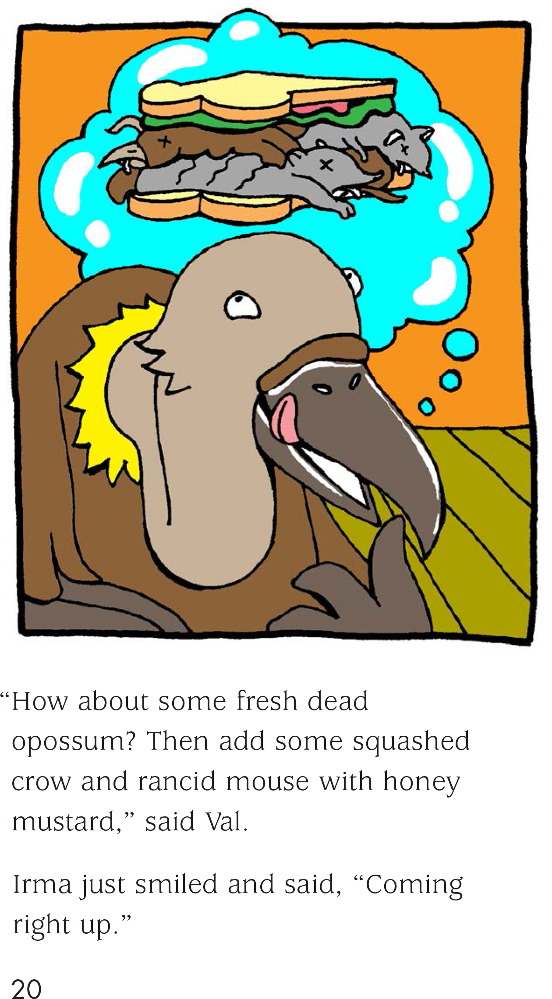 “How about some fresh dead
opossum? Then add some squashed
crow and rancid mouse with honey
mustard,” said Val.
Irma just smiled and said, “Coming
right up.”
20